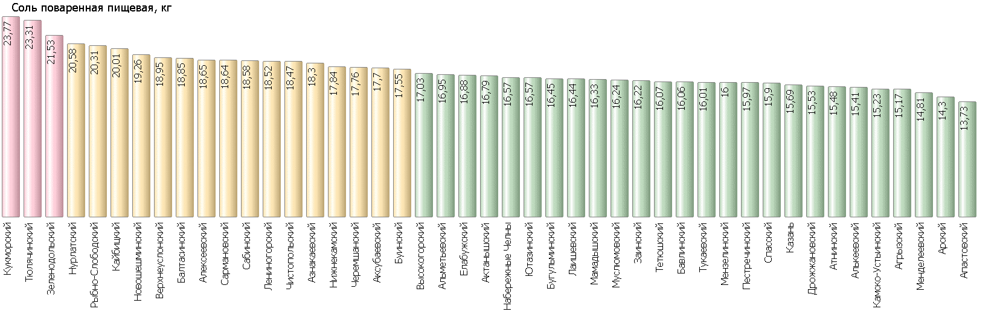 Соль поваренная пищевая, кг
23,77
23,31
21,53
20,58
20,31
20,01
19,26
18,95
18,85
18,65
18,64
18,58
18,52
18,47
18,3
17,84
17,76
17,7
17,55
17,03
16,95
16,88
16,79
16,57
16,57
16,45
16,44
16,33
16,24
16,22
16,07
16,06
16,01
16
15,97
15,9
15,69
15,53
15,48
15,41
15,23
15,17
14,81
14,3
13,73
Кукморский
Тюлячинский
Зеленодольский
Нурлатский
Рыбно-Слободский
Кайбицкий
Новошешминский
Верхнеуслонский
Балтасинский
Алексеевский
Сармановский
Сабинский
Лениногорский
Чистопольский
Азнакаевский
Нижнекамский
Черемшанский
Аксубаевский
Буинский
Высокогорский
Альметьевский
Елабужский
Актанышский
Набережные Челны
Ютазинский
Бугульминский
Лаишевский
Мамадышский
Муслюмовский
Заинский
Тетюшский
Бавлинский
Тукаевский
Мензелинский
Пестречинский
Спасский
Казань
Дрожжановский
Атнинский
Алькеевский
Камско-Устьинский
Агрызский
Менделеевский
Арский
Апастовский